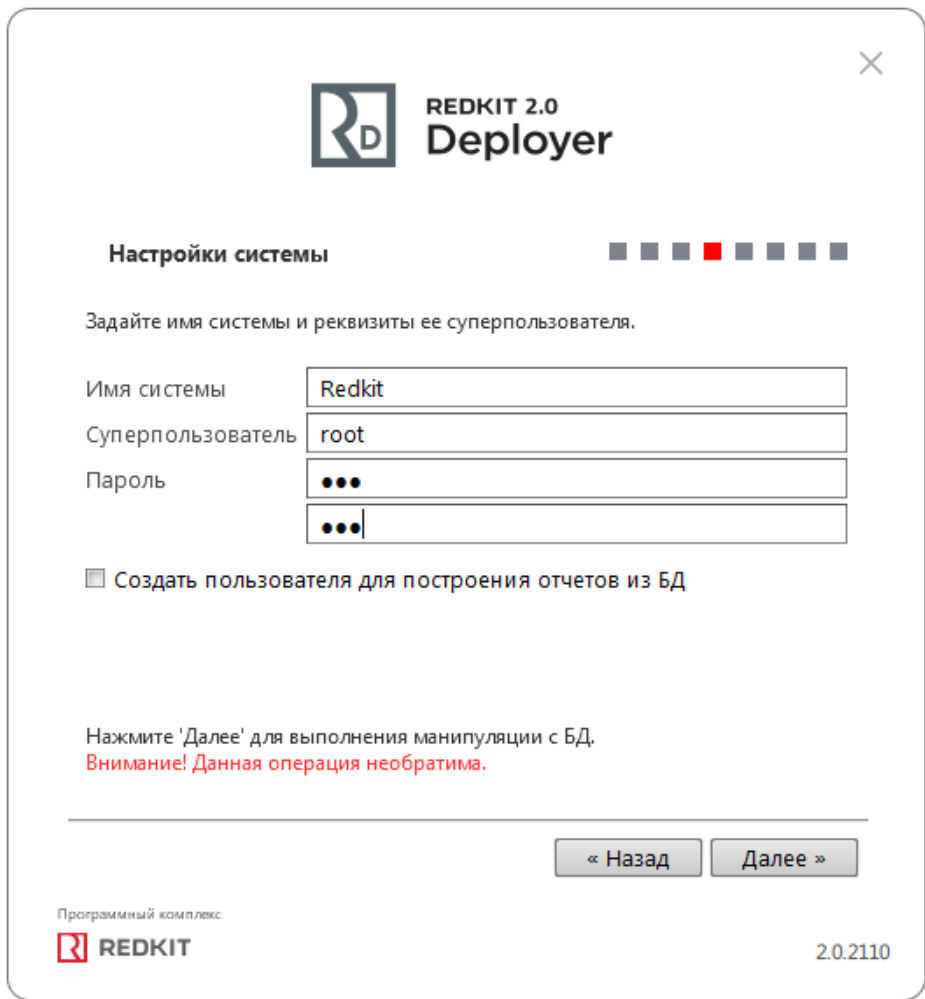 REDKIT 2.0
Deployer
Настройки системы
Задайте имя системы и реквизиты ее суперпользователя.
Имя системы Redkit
Суперпользователь root
Пароль ●●●
●●●
Создать пользователя для построения отчетов из БД
Нажмите 'Далее' для выполнения манипуляции с БД.
Внимание! Данная операция необратима.
« Назад Далее »
Программный комплекс
REDKIT
2.0.2110